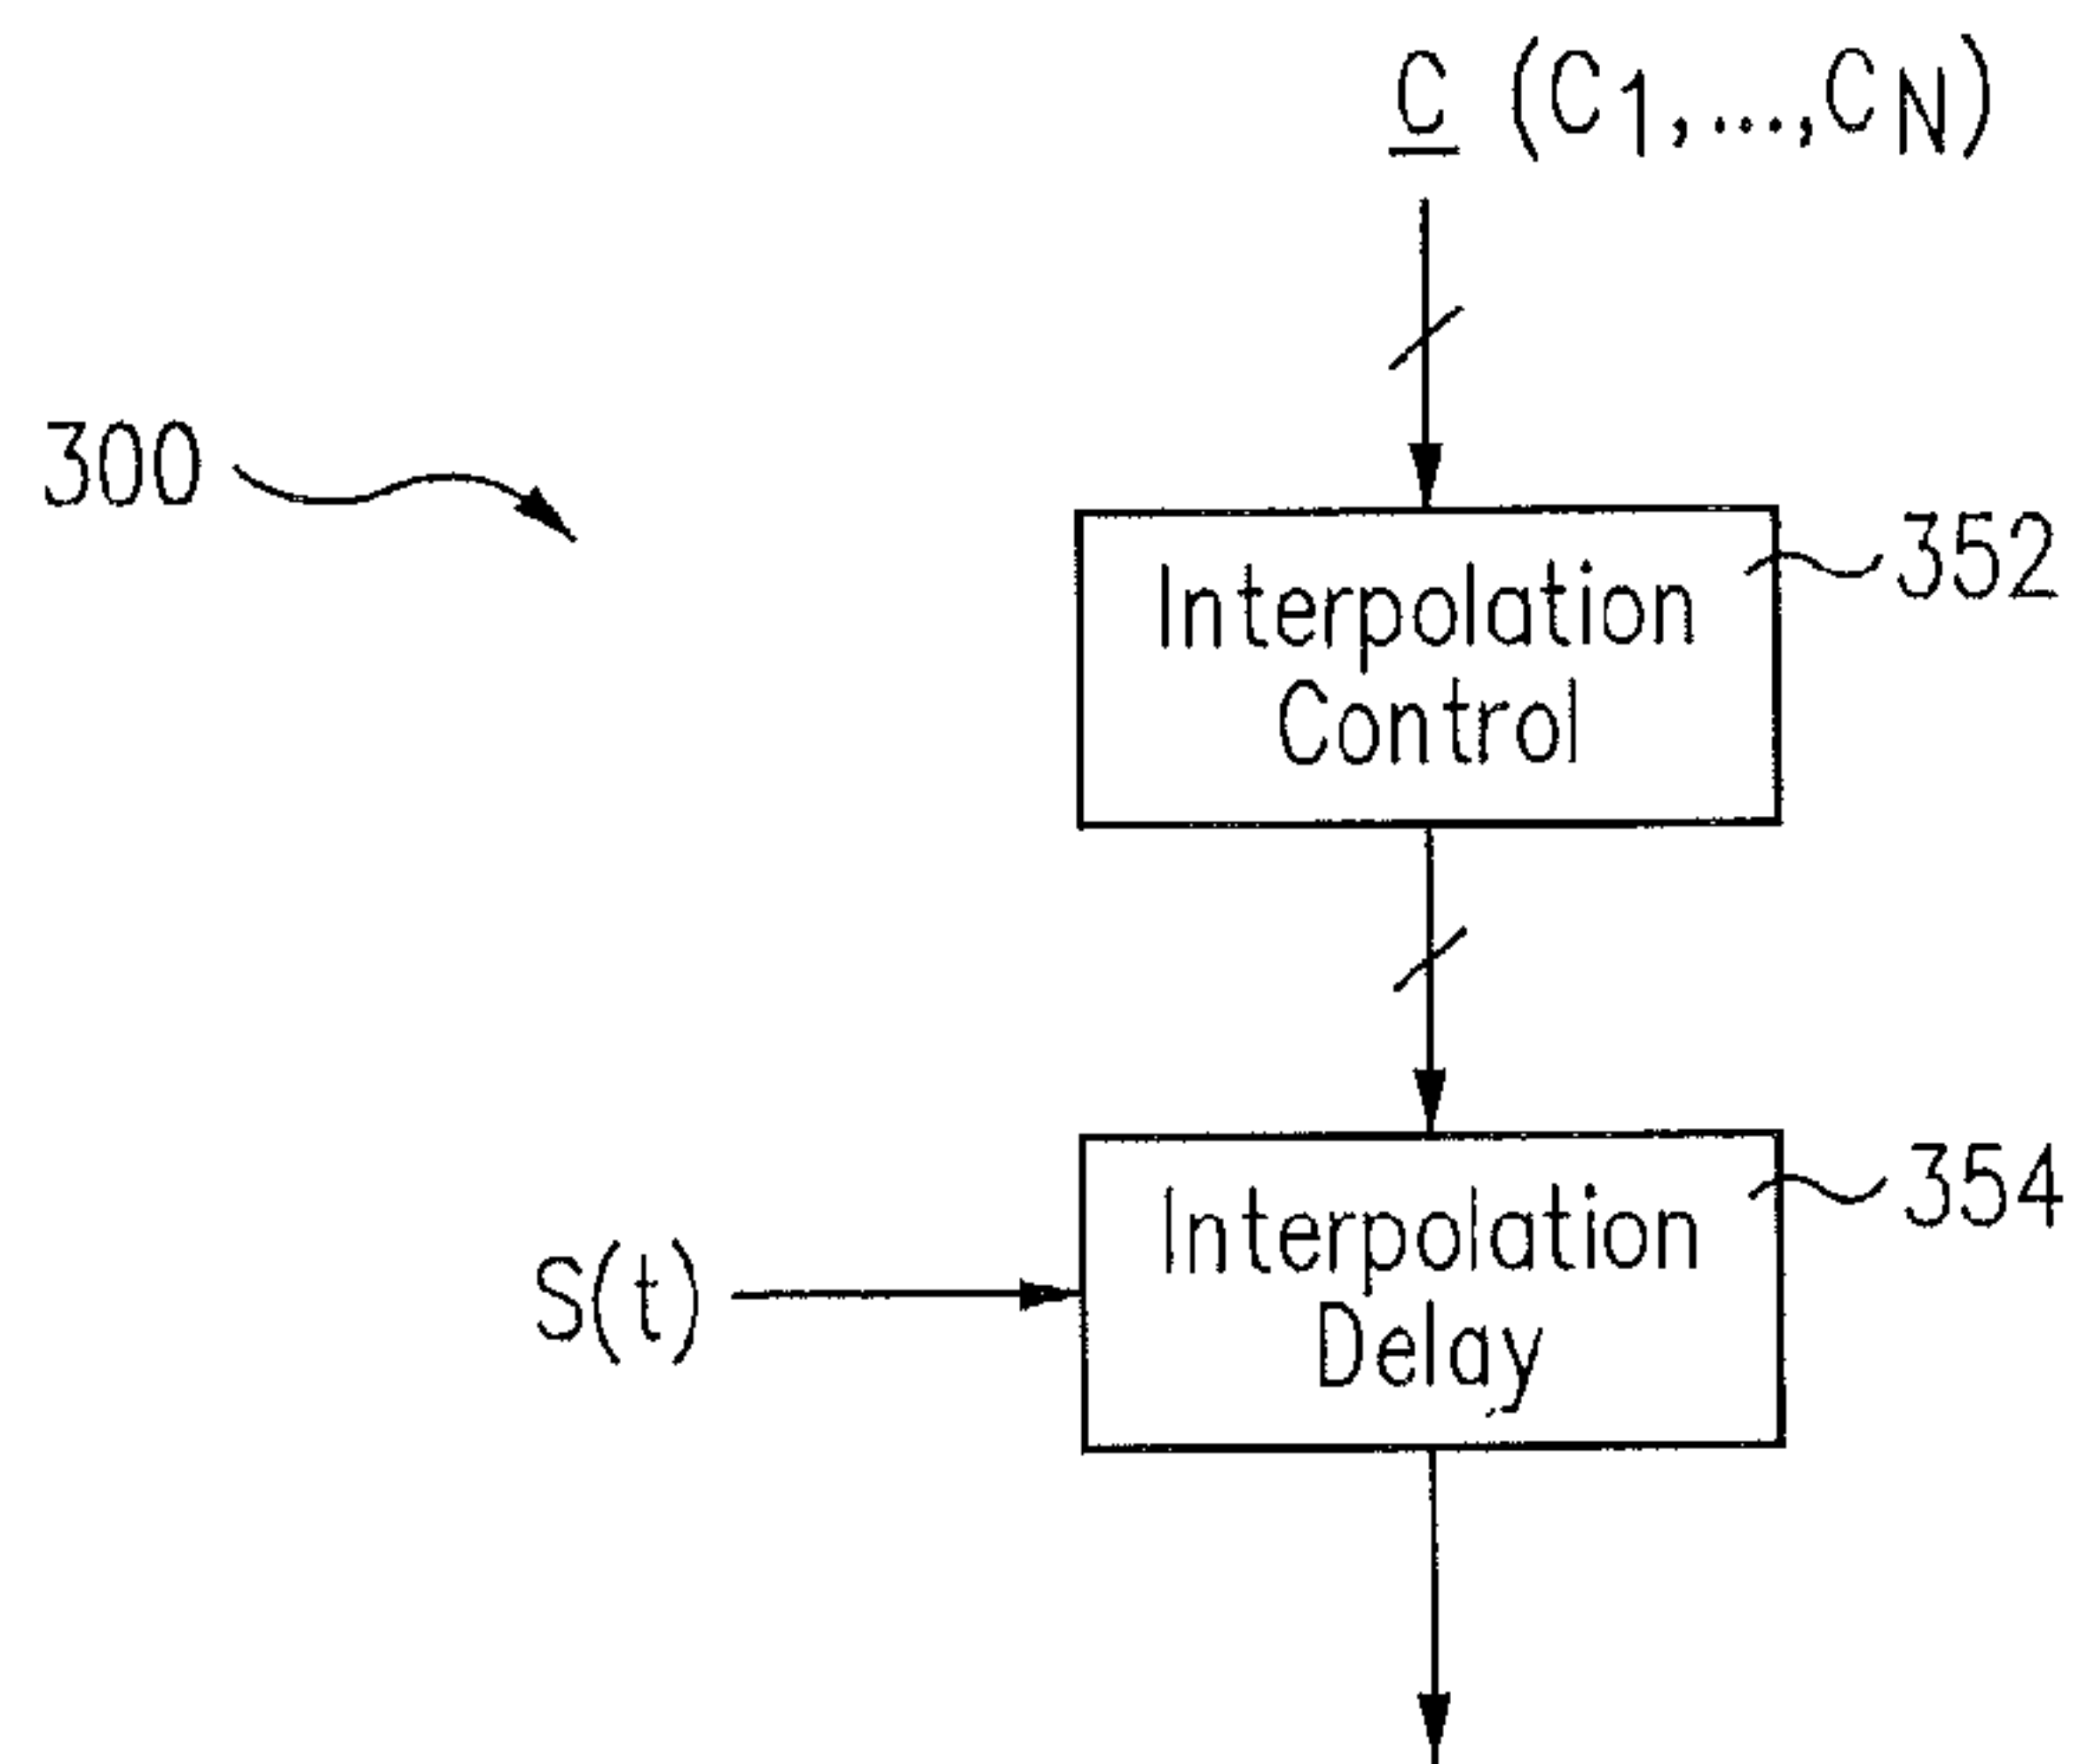 C (C1,...,CN)
300
352
Interpolation
Control
354
Interpolation
Delay
S(t)